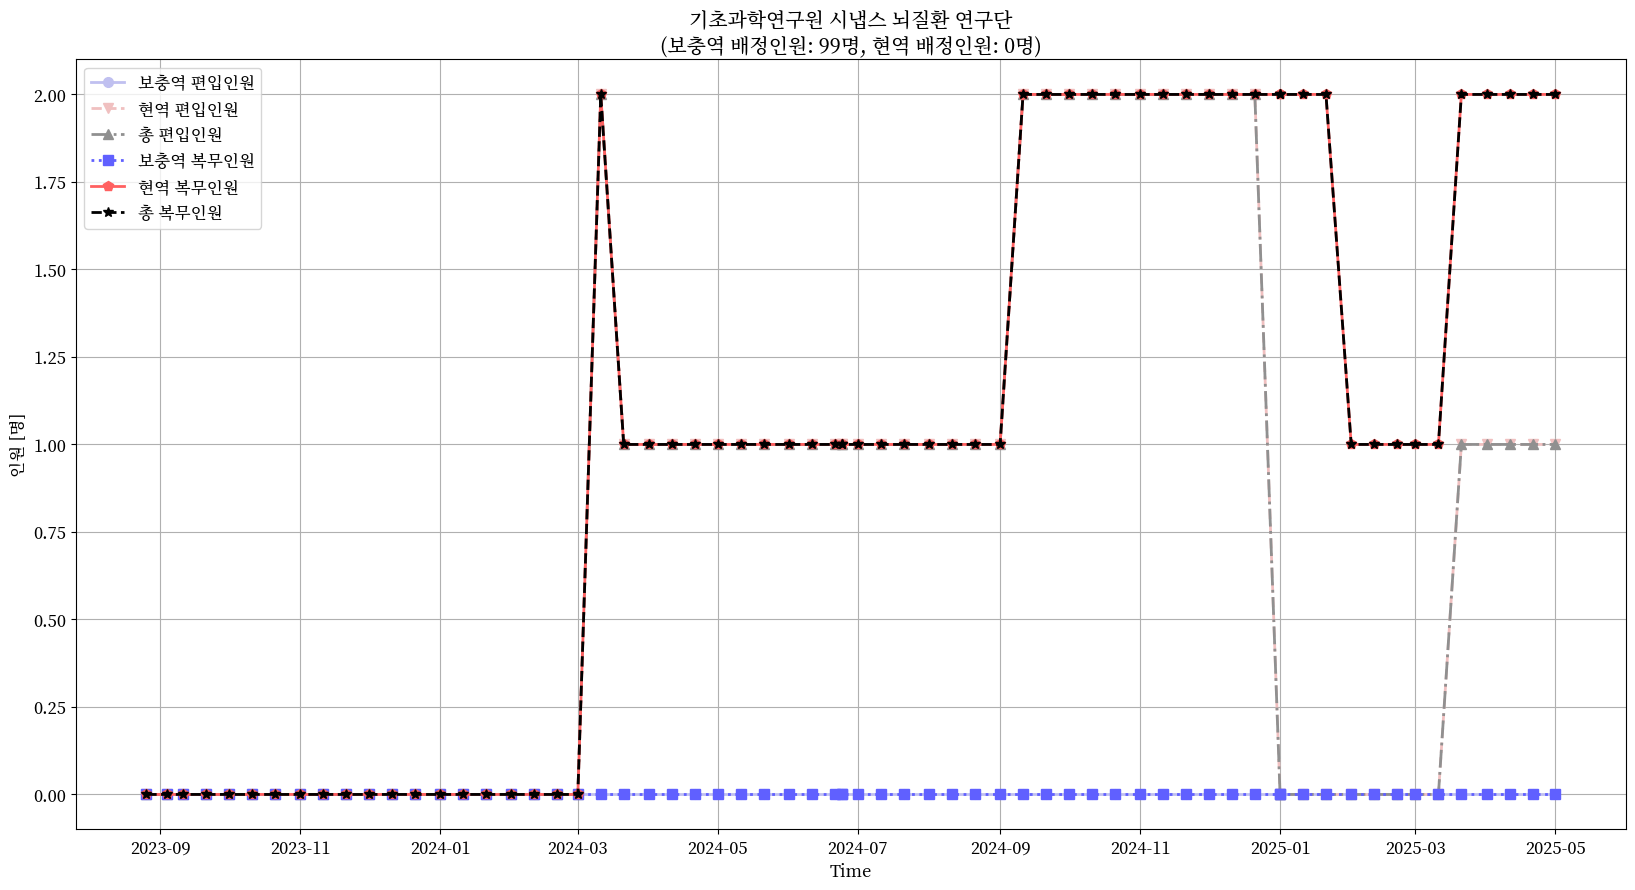 기초과학연구원 시냅스 뇌질환 연구단
(보충역 배정인원: 99명, 현역 배정인원: 0명)
보충역 편입인원
현역 편입인원
총 편입인원
보충역 복무인원
현역 복무인원
총 복무인원
2.00
1.75
1.50
1.25
1.00
0.75
0.50
0.25
0.00
인원 [명]
2023-09 2023-11 2024-01 2024-03 2024-05 2024-07 2024-09 2024-11 2025-01 2025-03 2025-05
Time